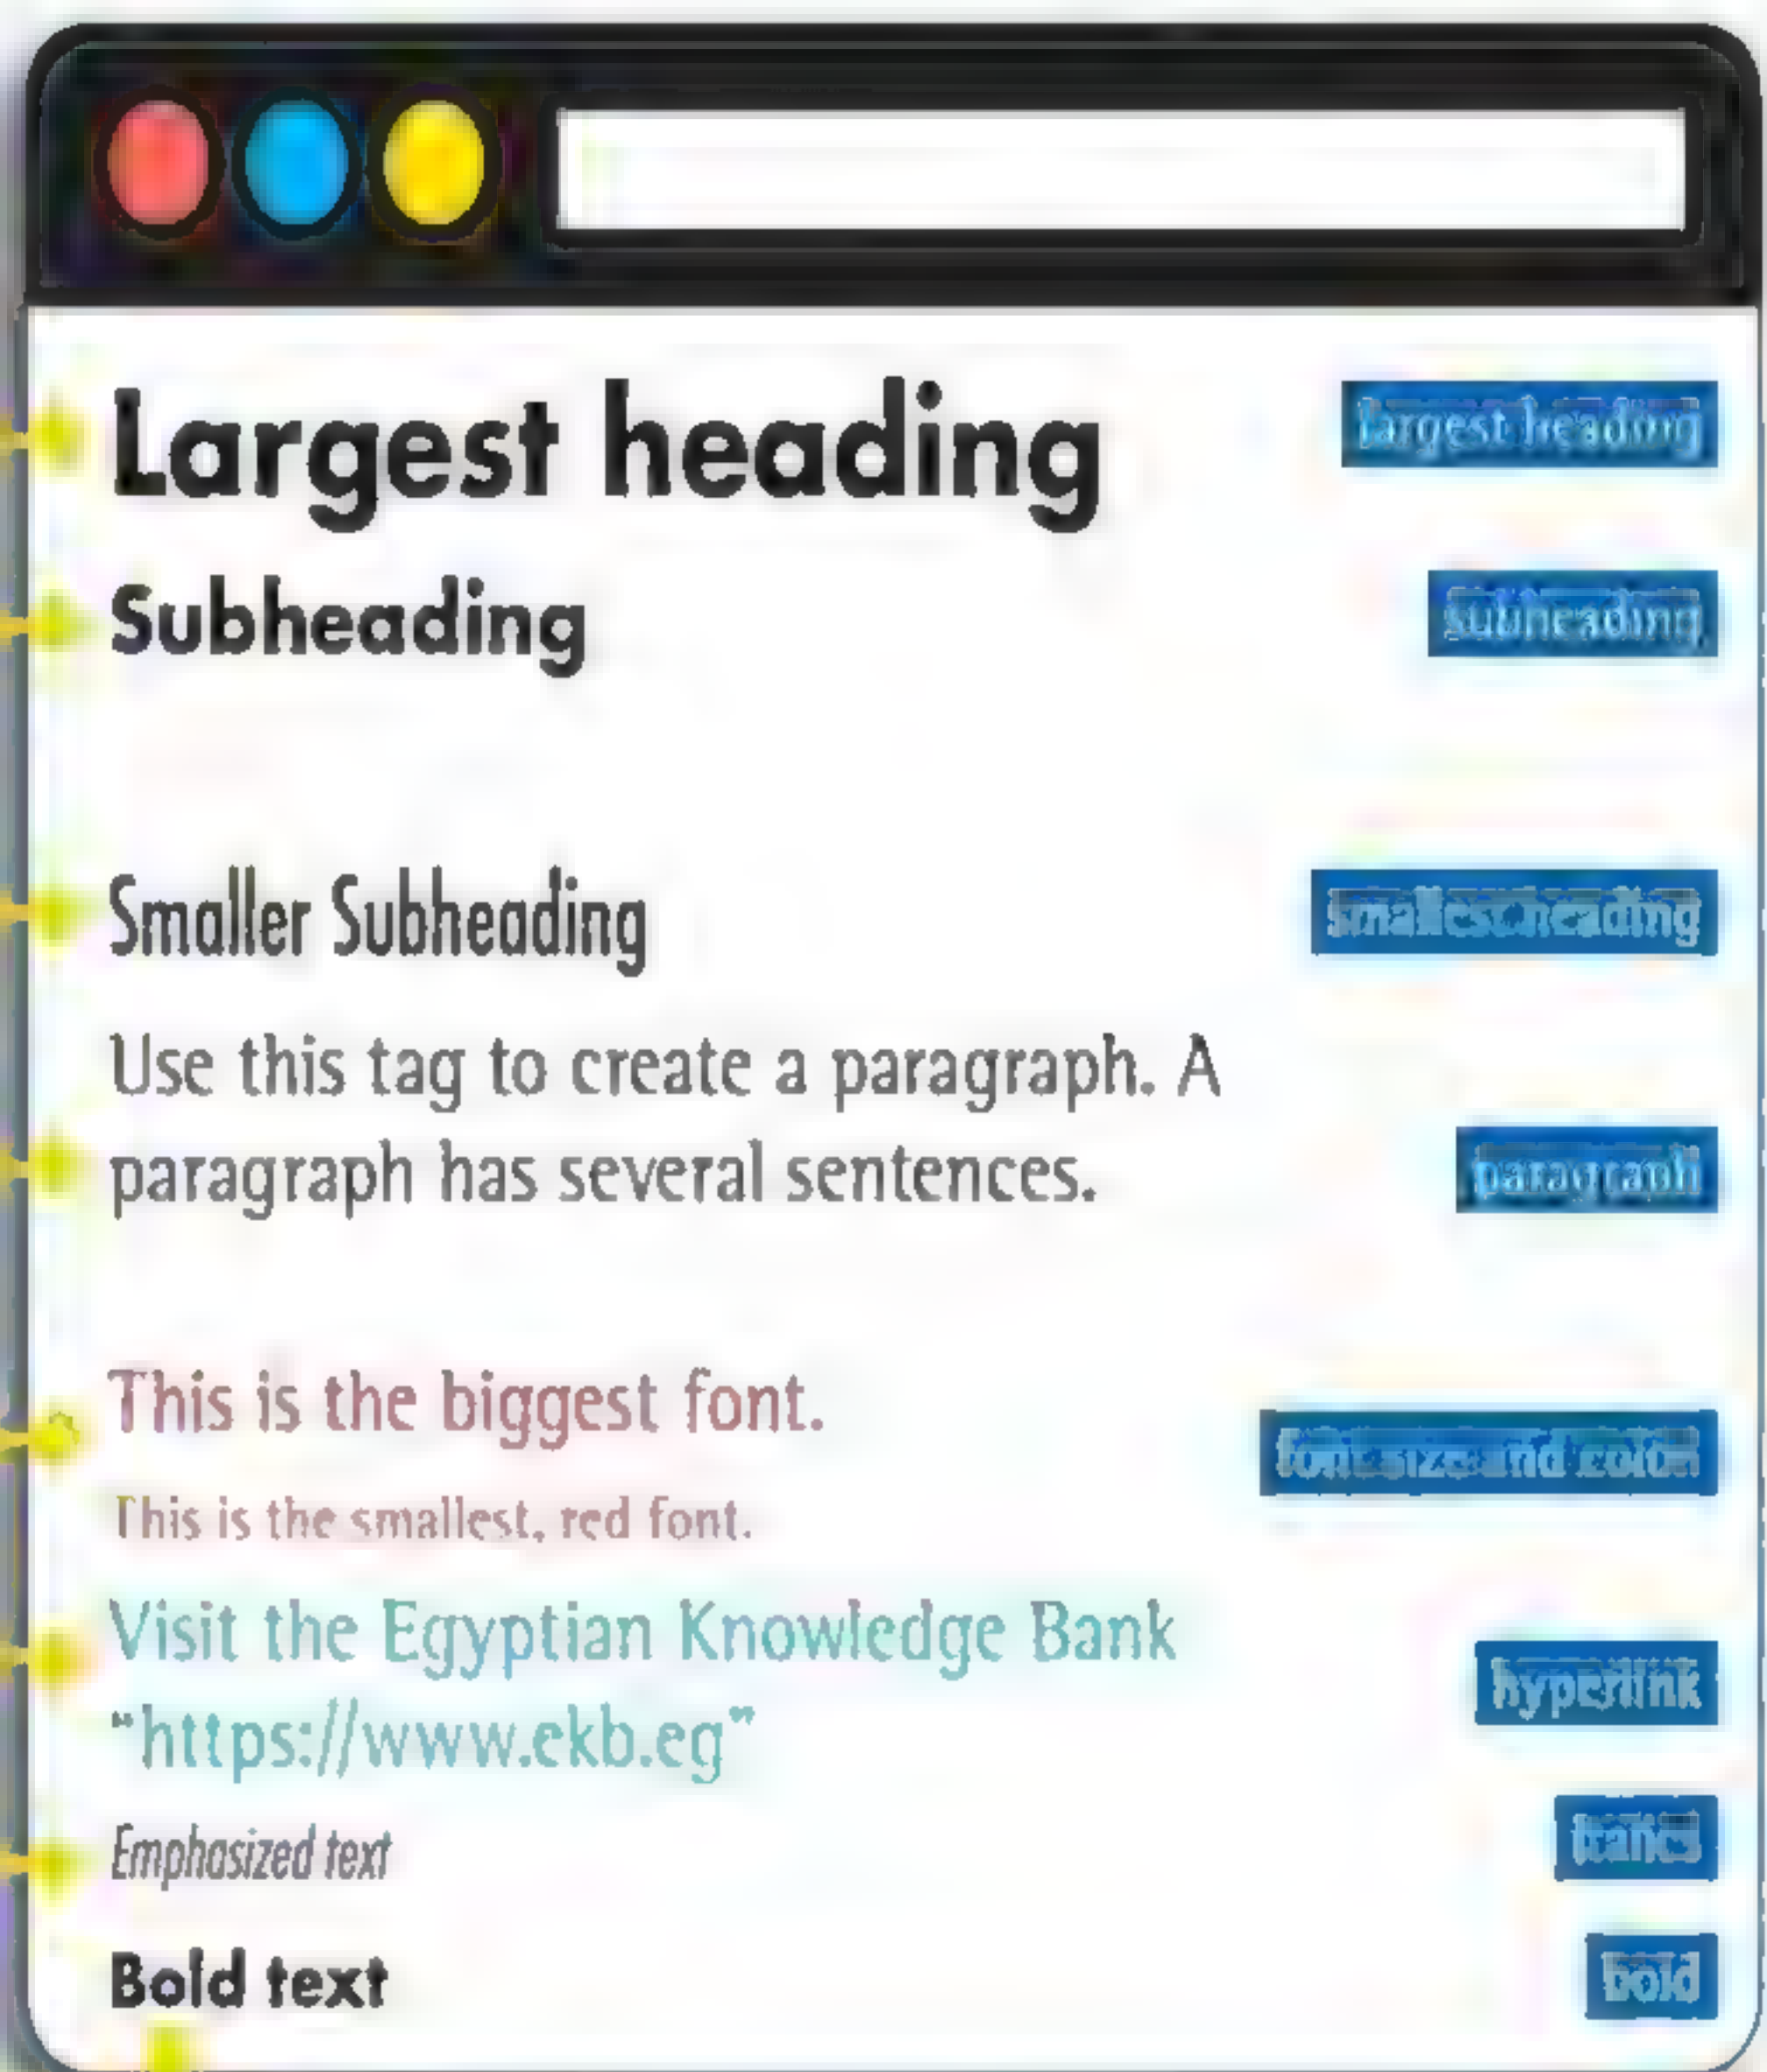 Largest heading
largest heading
Subheading
subheading
Smaller Subheading
smallest heading
Use this tag to create a paragraph. A
paragraph has several sentences.
paragraph
This is the biggest font.
font size and color
This is the smallest, red font.
Visit the Egyptian Knowledge Bank
hyperlink
"https://www.ekb.eg"
Emphasized text
italics
Bold text
bold